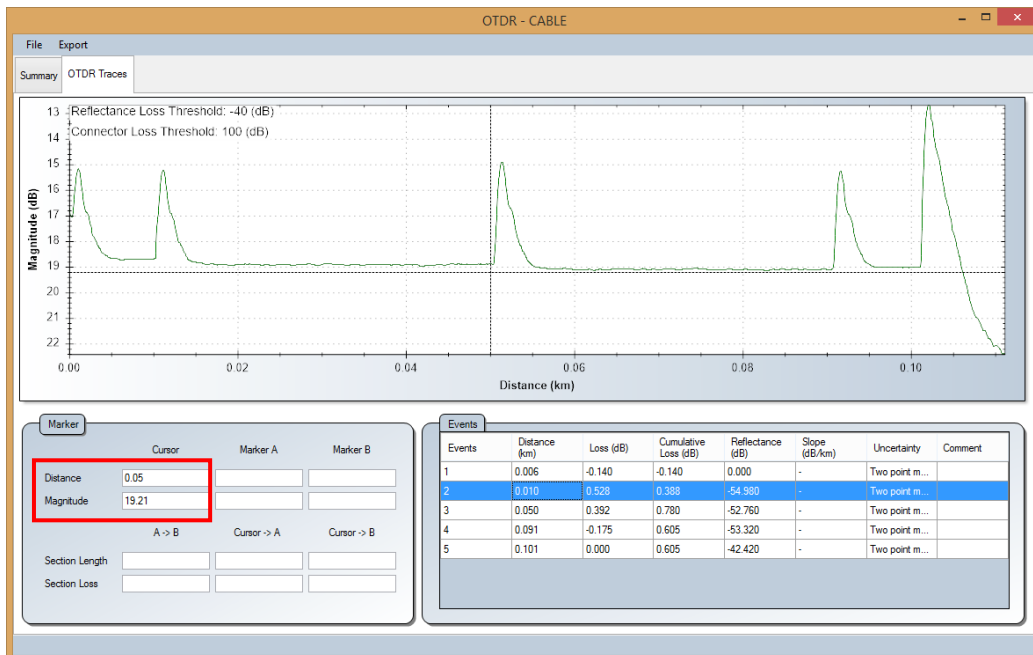 OTDR - CABLE
File Export
Summary OTDR Traces
Reflectance Loss Threshold: -40 (dB)
Connector Loss Threshold: 100 (dB)
Magnitude (dB)
13
14
15
16
17
18
19
20
21
22
0.00 0.02 0.04 0.06 0.08 0.10
Distance (km)
Marker
Cursor Marker A Marker B
Distance 0.05
Magnitude 19.21
A -> B Cursor -> A Cursor -> B
Section Length
Section Loss
Events
Events Distance (km) Loss (dB) Cumulative Loss (dB) Reflectance (dB) Slope (dB/km) Uncertainty Comment
1 0.006 -0.140 -0.140 0.000 - Two point m...
2 0.010 0.528 0.388 -54.980 - Two point m...
3 0.050 0.392 0.780 -52.760 - Two point m...
4 0.091 -0.175 0.605 -53.320 - Two point m...
5 0.101 0.000 0.605 -42.420 - Two point m...